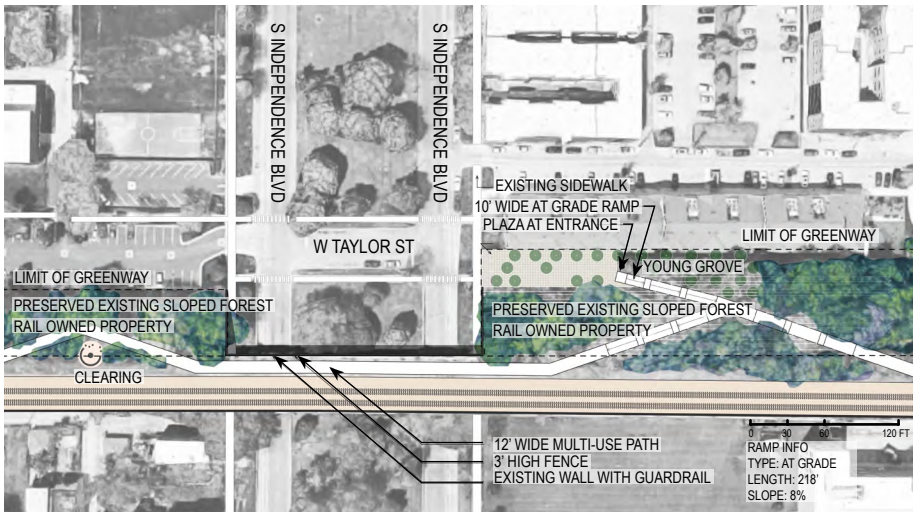 S INDEPENDENCE BLVD
S INDEPENDENCE BLVD
EXISTING SIDEWALK
10' WIDE AT GRADE RAMP
PLAZA AT ENTRANCE
W TAYLOR ST
LIMIT OF GREENWAY
YOUNG GROVE
LIMIT OF GREENWAY
PRESERVED EXISTING SLOPED FOREST
RAIL OWNED PROPERTY
PRESERVED EXISTING SLOPED FOREST
RAIL OWNED PROPERTY
CLEARING
12' WIDE MULTI-USE PATH
3' HIGH FENCE
EXISTING WALL WITH GUARDRAIL
0 30 60 120 FT
RAMP INFO
TYPE: AT GRADE
LENGTH: 218'
SLOPE: 8%